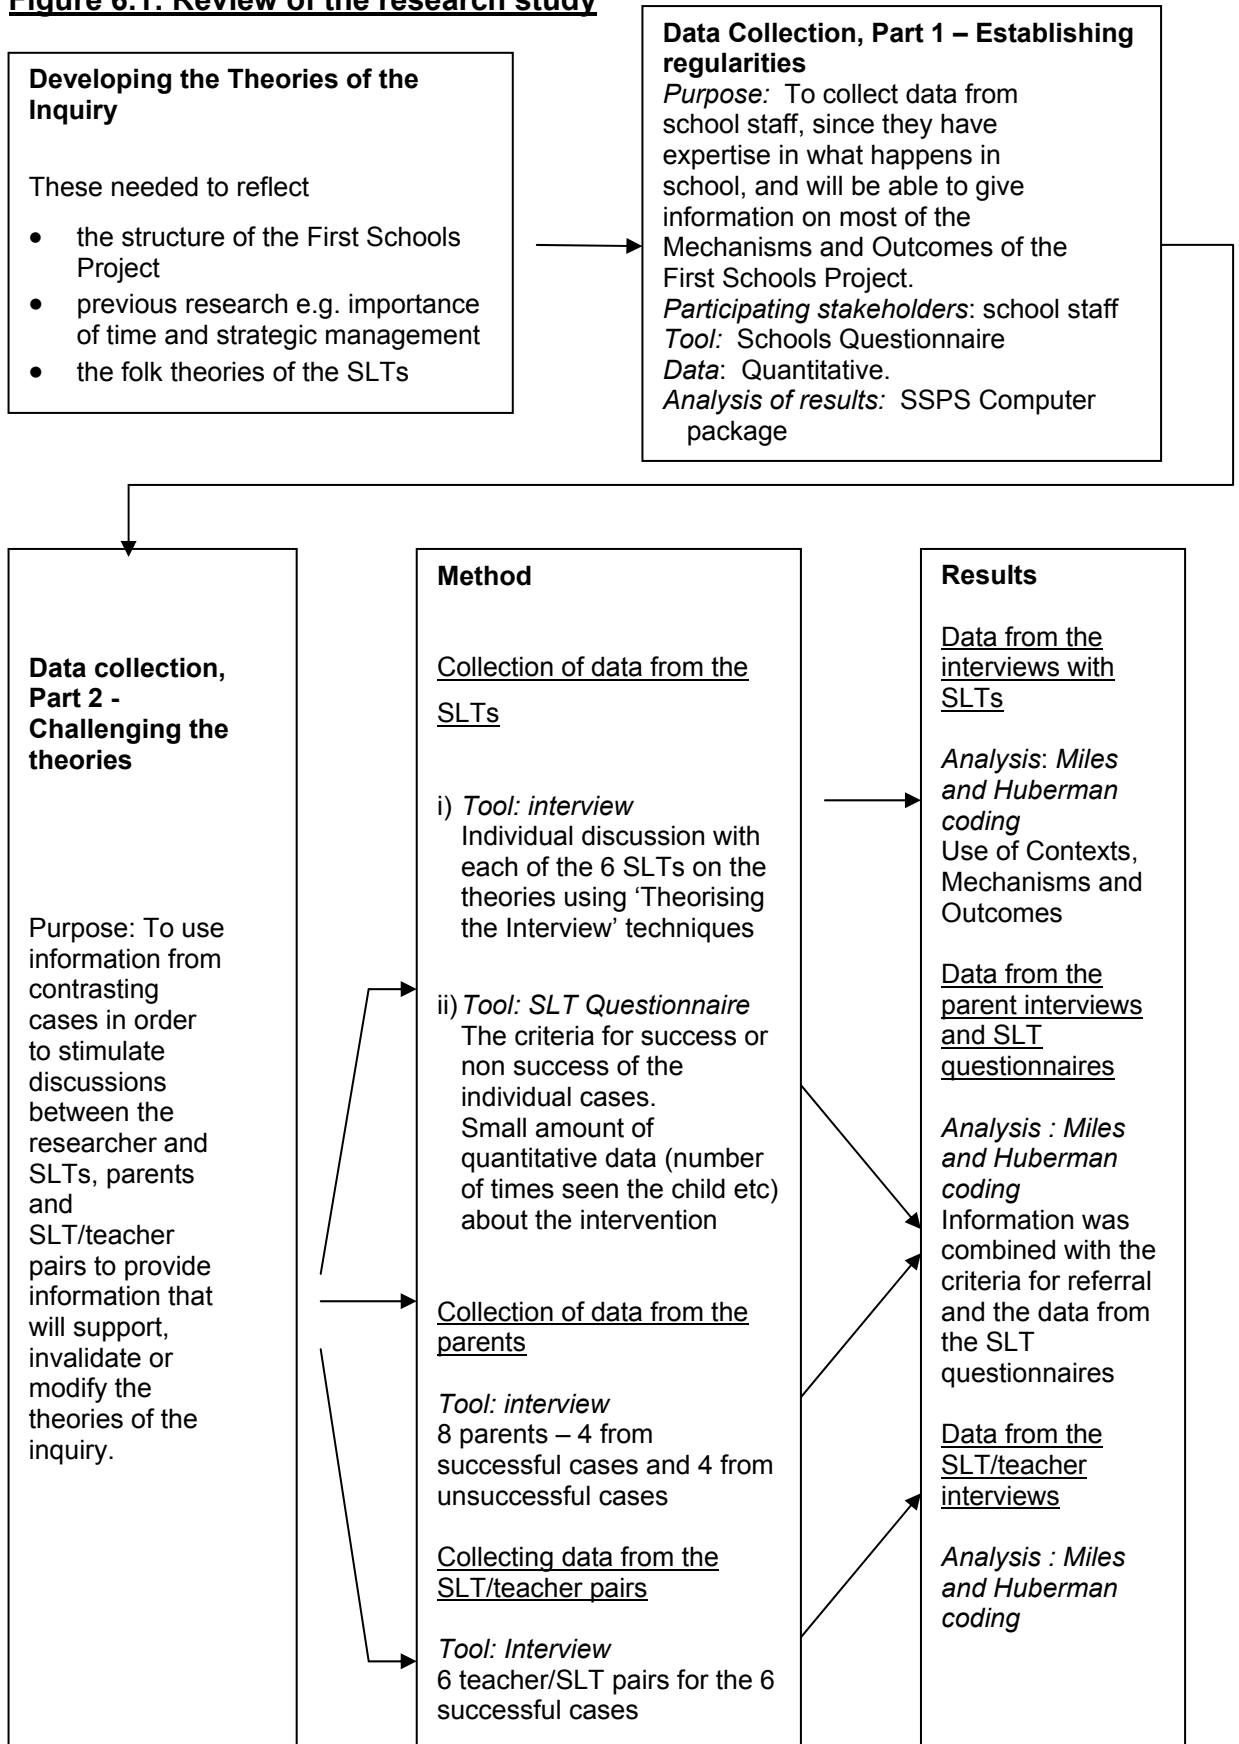 Figure 6.1: Review of the research study
Developing the Theories of the
Inquiry
These needed to reflect
• the structure of the First Schools
Project
• previous research e.g. importance
of time and strategic management
• the folk theories of the SLTs
Data Collection, Part 1 – Establishing
regularities
Purpose: To collect data from
school staff, since they have
expertise in what happens in
school, and will be able to give
information on most of the
Mechanisms and Outcomes of the
First Schools Project.
Participating stakeholders: school staff
Tool: Schools Questionnaire
Data: Quantitative.
Analysis of results: SSPS Computer
package
Data collection,
Part 2 -
Challenging the
theories
Purpose: To use
information from
contrasting
cases in order
to stimulate
discussions
between the
researcher and
SLTs, parents
and
SLT/teacher
pairs to provide
information that
will support,
invalidate or
modify the
theories of the
inquiry.
Method
Collection of data from the
SLTs
i) Tool: interview
Individual discussion with
each of the 6 SLTs on the
theories using ‘Theorising
the Interview’ techniques
ii) Tool: SLT Questionnaire
The criteria for success or
non success of the
individual cases.
Small amount of
quantitative data (number
of times seen the child etc)
about the intervention
Collection of data from the
parents
Tool: interview
8 parents – 4 from
successful cases and 4 from
unsuccessful cases
Collecting data from the
SLT/teacher pairs
Tool: Interview
6 teacher/SLT pairs for the 6
successful cases
Results
Data from the
interviews with
SLTs
Analysis: Miles
and Huberman
coding
Use of Contexts,
Mechanisms and
Outcomes
Data from the
parent interviews
and SLT
questionnaires
Analysis : Miles
and Huberman
coding
Information was
combined with the
criteria for referral
and the data from
the SLT
questionnaires
Data from the
SLT/teacher
interviews
Analysis : Miles
and Huberman
coding